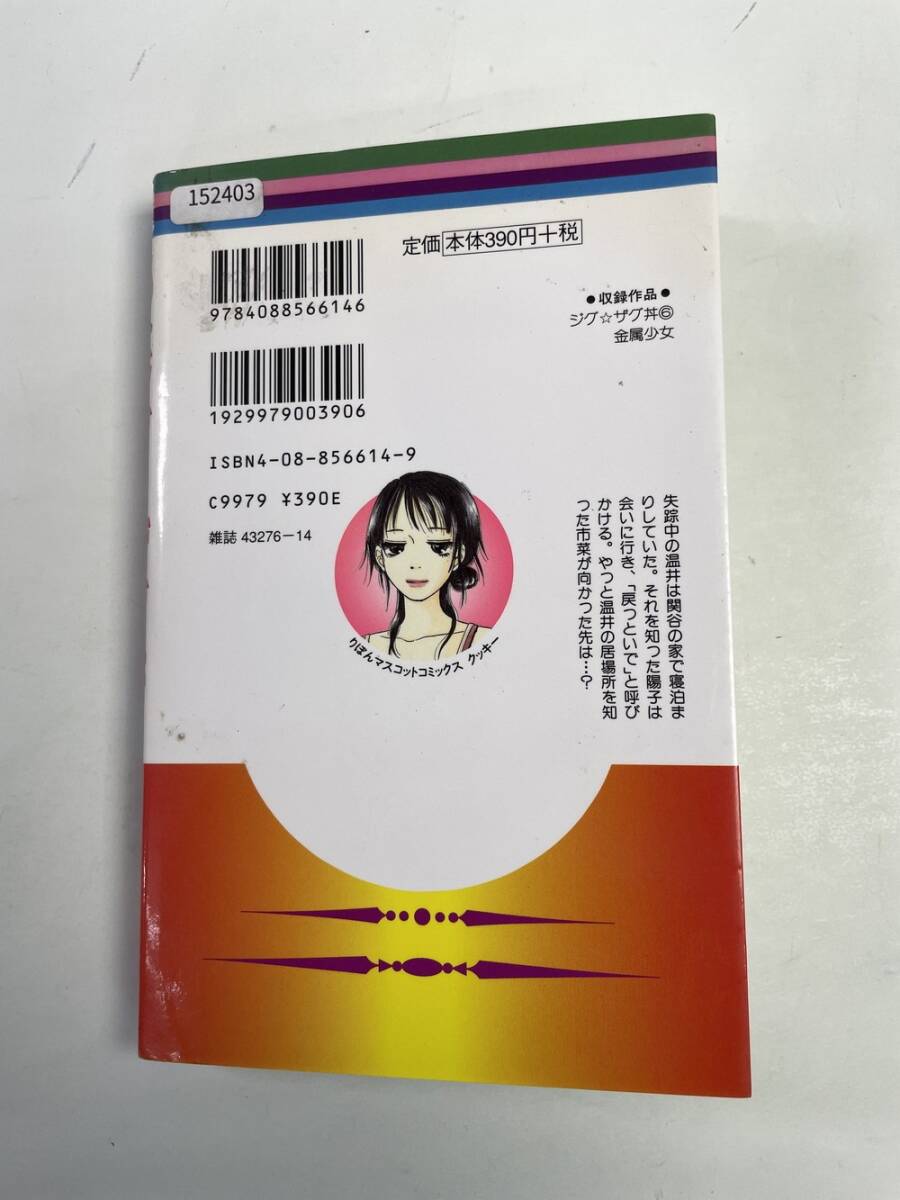 152403
定価 本体390円+税
9784088566146
1929979003906
ISBN4-08-856614-9
C9979 ¥390E
雑誌 43276-14
●収録作品●
ジグ☆ザグ丼⑥
金属少女
りぼんマスコットコミックス クッキー
失踪中の温井は関谷の家で寝泊ま
りしていた。それを知った陽子は
会いに行き、「戻っといで」と呼び
かける。やっと温井の居場所を知
った市菜が向かった先は…?